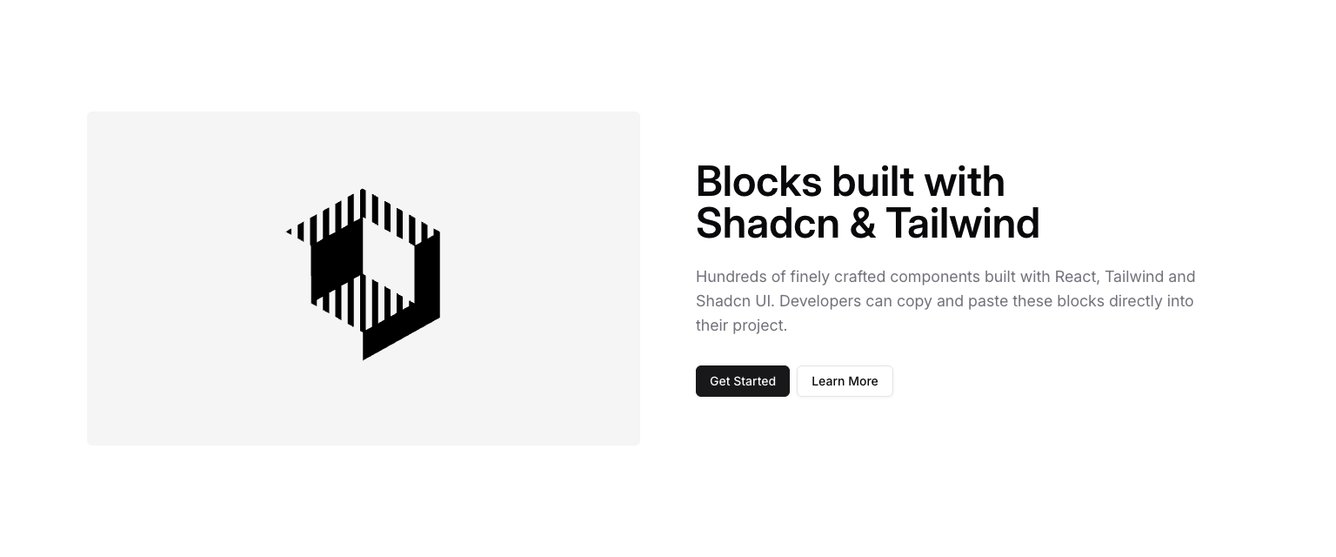 Blocks built with
Shadcn & Tailwind
Hundreds of finely crafted components built with React, Tailwind and
Shadcn UI. Developers can copy and paste these blocks directly into
their project.
Get Started
Learn More